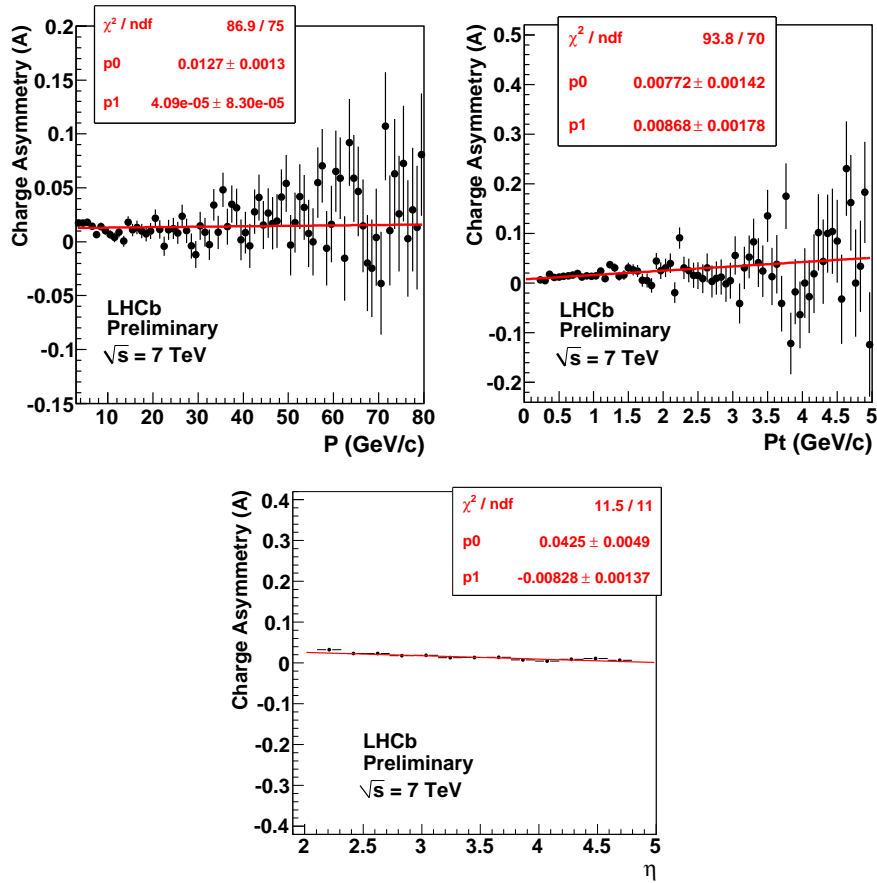 χ² / ndf 86.9 / 75
p0 0.0127 ± 0.0013
p1 4.09e-05 ± 8.30e-05
Charge Asymmetry (A)
0.2
0.15
0.1
0.05
0
-0.05
-0.1
-0.15
LHCb
Preliminary
√s = 7 TeV
10 20 30 40 50 60 70 80
P (GeV/c)
χ² / ndf 93.8 / 70
p0 0.00772 ± 0.00142
p1 0.00868 ± 0.00178
Charge Asymmetry (A)
0.5
0.4
0.3
0.2
0.1
0
-0.1
-0.2
LHCb
Preliminary
√s = 7 TeV
0 0.5 1 1.5 2 2.5 3 3.5 4 4.5 5
Pt (GeV/c)
χ² / ndf 11.5 / 11
p0 0.0425 ± 0.0049
p1 -0.00828 ± 0.00137
Charge Asymmetry (A)
0.4
0.3
0.2
0.1
0
-0.1
-0.2
-0.3
-0.4
LHCb
Preliminary
√s = 7 TeV
2 2.5 3 3.5 4 4.5 5
η